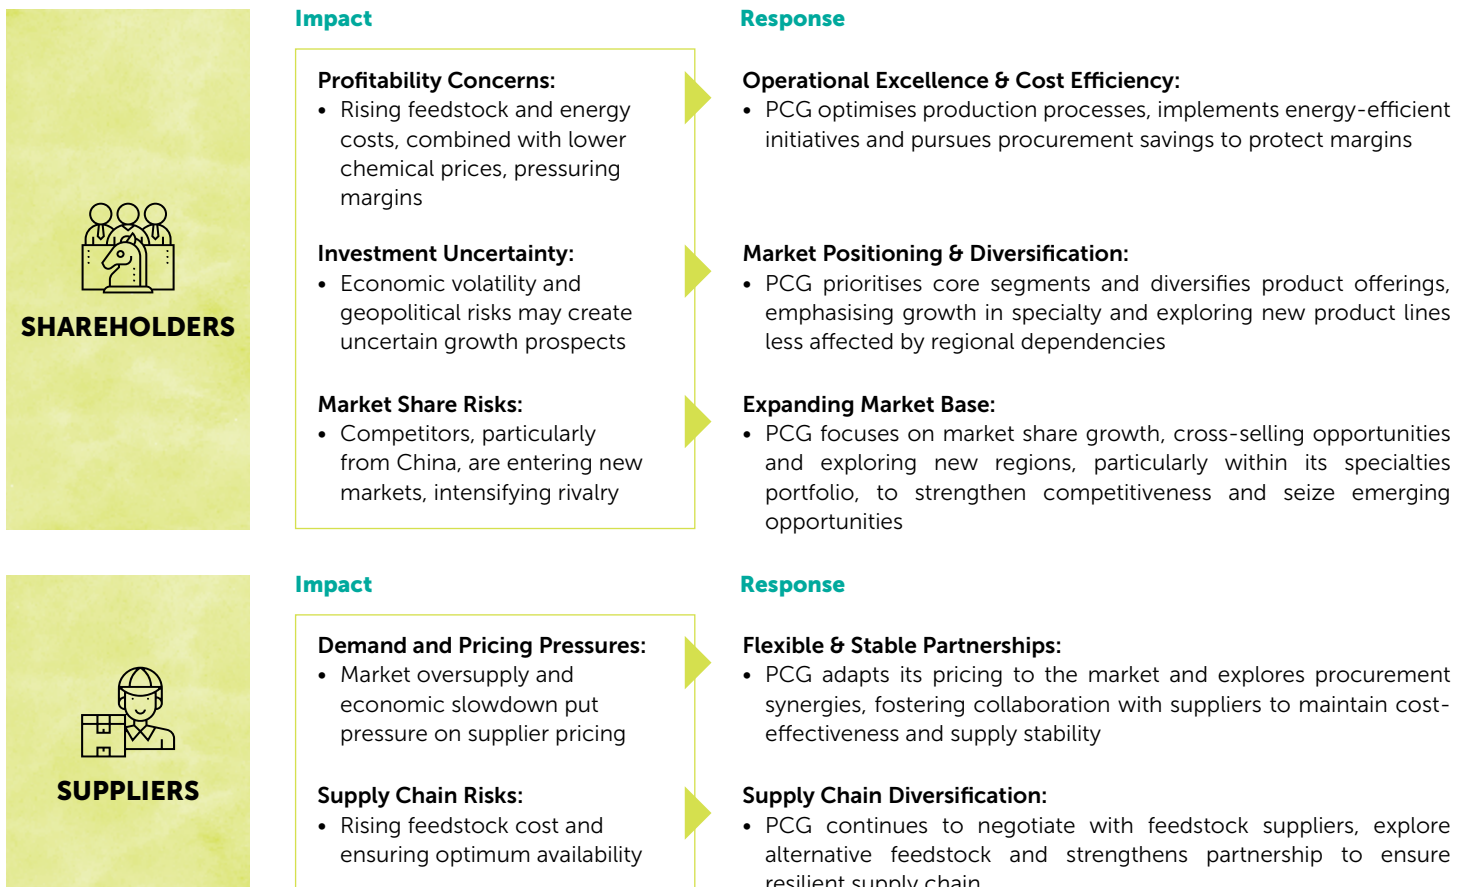 SHAREHOLDERS
Impact
Profitability Concerns:
• Rising feedstock and energy
costs, combined with lower
chemical prices, pressuring
margins
Response
Operational Excellence & Cost Efficiency:
• PCG optimises production processes, implements energy-efficient
initiatives and pursues procurement savings to protect margins
Investment Uncertainty:
• Economic volatility and
geopolitical risks may create
uncertain growth prospects
Market Positioning & Diversification:
• PCG prioritises core segments and diversifies product offerings,
emphasising growth in specialty and exploring new product lines
less affected by regional dependencies
Market Share Risks:
• Competitors, particularly
from China, are entering new
markets, intensifying rivalry
Expanding Market Base:
• PCG focuses on market share growth, cross-selling opportunities
and exploring new regions, particularly within its specialties
portfolio, to strengthen competitiveness and seize emerging
opportunities
SUPPLIERS
Impact
Demand and Pricing Pressures:
• Market oversupply and
economic slowdown put
pressure on supplier pricing
Response
Flexible & Stable Partnerships:
• PCG adapts its pricing to the market and explores procurement
synergies, fostering collaboration with suppliers to maintain cost-
effectiveness and supply stability
Supply Chain Risks:
• Rising feedstock cost and
ensuring optimum availability
Supply Chain Diversification:
• PCG continues to negotiate with feedstock suppliers, explore
alternative feedstock and strengthens partnership to ensure
resilient supply chain